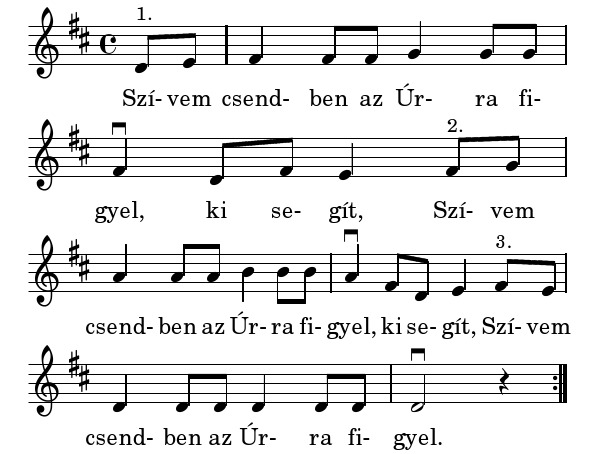 1.
Szí- vem csend- ben az Úr- ra fi-
2.
gyel, ki se- gít, Szí- vem
3.
csend- ben az Úr- ra fi- gyel, ki se- gít, Szí- vem
csend- ben az Úr- ra fi- gyel.